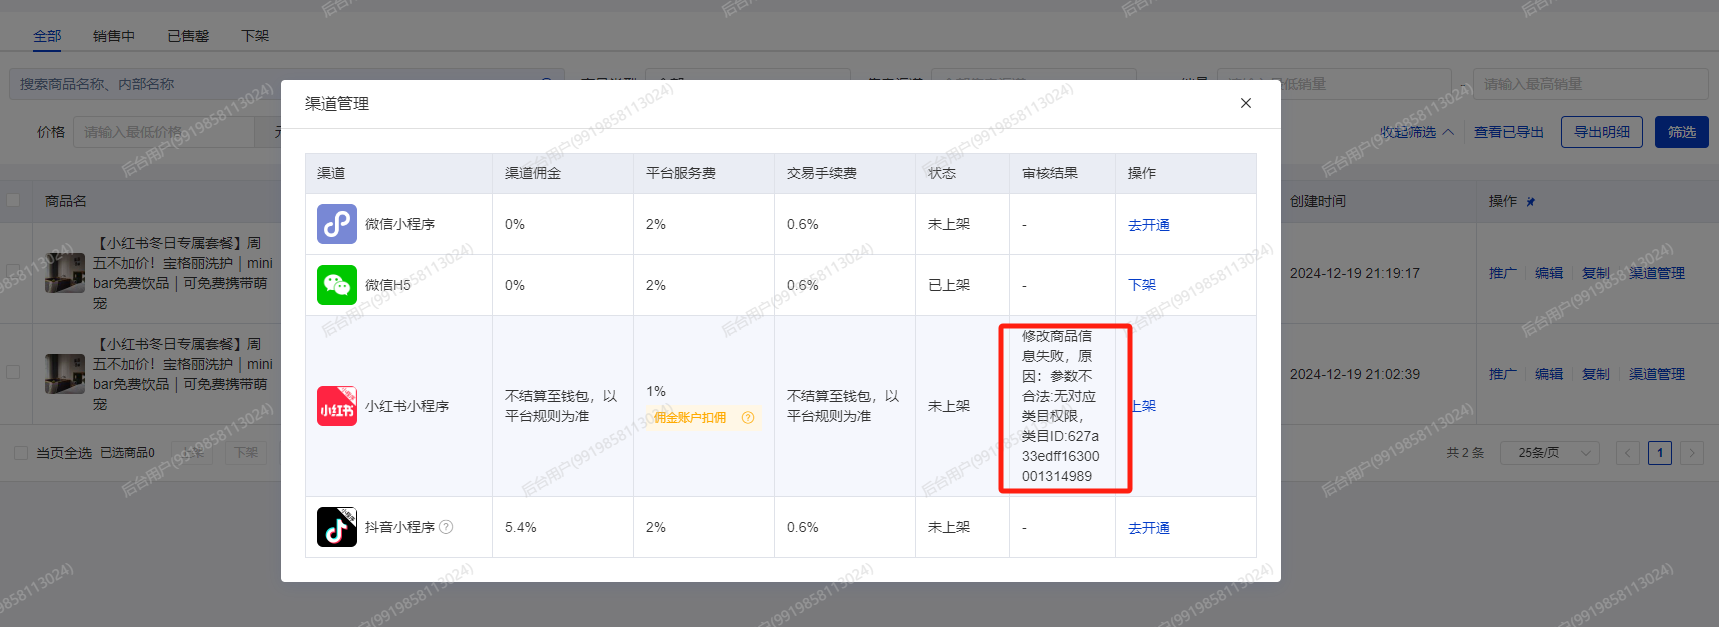 全部 销售中 已售罄 下架
搜索商品名称、内部名称
请输入最高销量
价格 请输入最低价格
收起筛选 查看已导出 导出明细 筛选
渠道管理
渠道 渠道佣金 平台服务费 交易手续费 状态 审核结果 操作
微信小程序 0% 2% 0.6% 未上架 - 去开通
微信H5 0% 2% 0.6% 已上架 - 下架
小红书
小红书小程序
不结算至钱包，以
平台规则为准
1%
佣金账户扣佣
不结算至钱包，以
平台规则为准
未上架
修改商品信
息失败，原
因：参数不
合法:无对应
类目权限，
类目ID:627a
33edff16300
001314989
上架
抖音小程序 5.4% 2% 0.6% 未上架 - 去开通
商品名
创建时间 操作
【小红书冬日专属套餐】周
五不加价！宝格丽洗护｜mini
bar免费饮品｜可免费携带萌
宠
2024-12-19 21:19:17 推广 编辑 复制 渠道管理
【小红书冬日专属套餐】周
五不加价！宝格丽洗护｜mini
bar免费饮品｜可免费携带萌
宠
2024-12-19 21:02:39 推广 编辑 复制 渠道管理
当页全选 已选商品0 上架 下架
共 2 条 25条/页 1
后台用户(9919858113024)